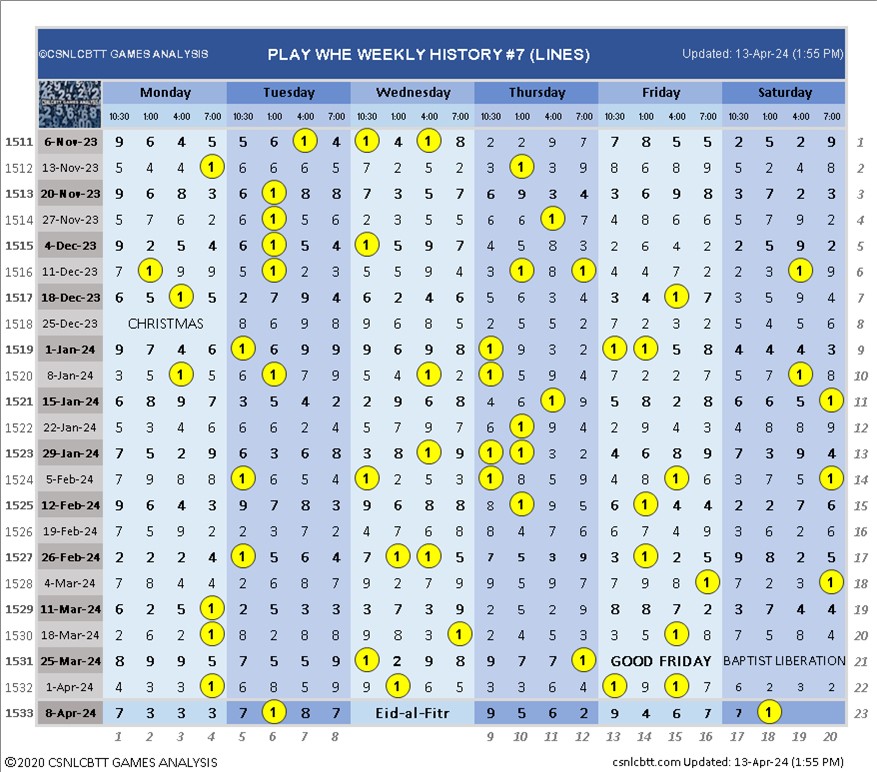 ©CSNLCBTT GAMES ANALYSIS PLAY WHE WEEKLY HISTORY #7 (LINES) Updated: 13-Apr-24 (1:55 PM)
Monday Tuesday Wednesday Thursday Friday Saturday
10:30 1:00 4:00 7:00 10:30 1:00 4:00 7:00 10:30 1:00 4:00 7:00 10:30 1:00 4:00 7:00 10:30 1:00 4:00 7:00 10:30 1:00 4:00 7:00
1511 6-Nov-23 9 6 4 5 5 6 1 4 1 4 1 8 2 2 9 7 7 8 5 5 2 5 2 9 1
1512 13-Nov-23 5 4 4 1 6 6 6 5 7 2 5 2 3 1 3 9 8 6 8 9 5 2 4 8 2
1513 20-Nov-23 9 6 8 3 6 1 8 8 7 3 5 7 6 9 3 4 3 6 9 8 3 7 2 3 3
1514 27-Nov-23 5 7 6 2 6 1 5 6 2 3 5 5 6 4 1 7 4 8 8 6 5 7 9 2 4
1515 4-Dec-23 9 2 5 4 6 1 5 4 1 5 9 7 4 5 8 3 2 6 4 2 2 5 9 2 5
1516 11-Dec-23 7 1 9 9 5 1 2 3 5 5 9 4 3 1 8 1 4 4 7 2 2 3 1 9 6
1517 18-Dec-23 6 5 1 5 2 7 9 4 6 2 4 6 5 6 3 4 3 4 1 7 3 5 9 4 7
1518 25-Dec-23 CHRISTMAS 8 6 9 8 9 6 8 5 2 5 5 2 7 2 3 2 5 4 5 6 8
1519 1-Jan-24 9 7 4 6 1 6 9 9 9 6 9 8 1 9 3 2 1 1 5 8 4 4 4 3 9
1520 8-Jan-24 3 5 1 5 6 1 7 9 5 4 1 2 1 5 9 4 7 2 2 7 5 7 1 8 10
1521 15-Jan-24 6 8 9 7 3 5 4 2 2 9 6 8 4 6 1 9 5 8 2 8 6 6 5 1 11
1522 22-Jan-24 5 3 4 6 6 6 2 4 5 7 9 7 6 1 9 4 2 9 4 3 4 8 8 9 12
1523 29-Jan-24 7 5 2 9 6 3 6 8 3 8 1 9 1 1 3 2 4 6 8 9 7 3 9 4 13
1524 5-Feb-24 7 9 8 8 1 6 5 4 1 2 5 3 1 8 5 9 4 8 1 5 7 5 7 1 14
1525 12-Feb-24 9 6 4 3 9 7 8 3 9 6 8 8 8 1 5 9 6 1 4 4 2 2 7 6 15
1526 19-Feb-24 7 5 9 2 2 3 7 2 4 7 6 8 8 4 7 6 6 7 4 9 3 6 2 6 16
1527 26-Feb-24 2 2 2 4 1 5 6 4 7 1 1 5 7 5 3 9 3 1 2 5 9 8 2 5 17
1528 4-Mar-24 7 8 4 4 2 6 8 7 9 2 7 9 9 5 9 7 7 9 8 1 7 2 3 1 18
1529 11-Mar-24 6 2 5 1 2 5 3 3 3 7 3 9 2 5 2 9 8 8 7 2 3 7 4 4 19
1530 18-Mar-24 2 6 2 1 8 2 8 8 9 8 3 1 2 4 5 3 3 5 1 8 7 5 8 4 20
1531 25-Mar-24 8 9 9 5 7 5 5 9 1 2 9 8 9 7 7 1 GOOD FRIDAY BAPTIST LIBERATION 21
1532 1-Apr-24 4 3 3 1 6 8 5 9 9 1 6 5 3 3 6 4 1 9 1 7 6 2 3 2 22
1533 8-Apr-24 7 3 3 3 7 1 8 7 Eid-al-Fitr 9 5 6 2 9 4 6 7 7 1 23
1 2 3 4 5 6 7 8 9 10 11 12 13 14 15 16 17 18 19 20
©2020 CSNLCBTT GAMES ANALYSIS csnlcbtt.com Updated: 13-Apr-24 (1:55 PM)